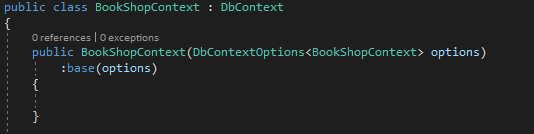 public class BookShopContext : DbContext
{
0 references | 0 exceptions
public BookShopContext(DbContextOptions<BookShopContext> options)
:base(options)
{
}